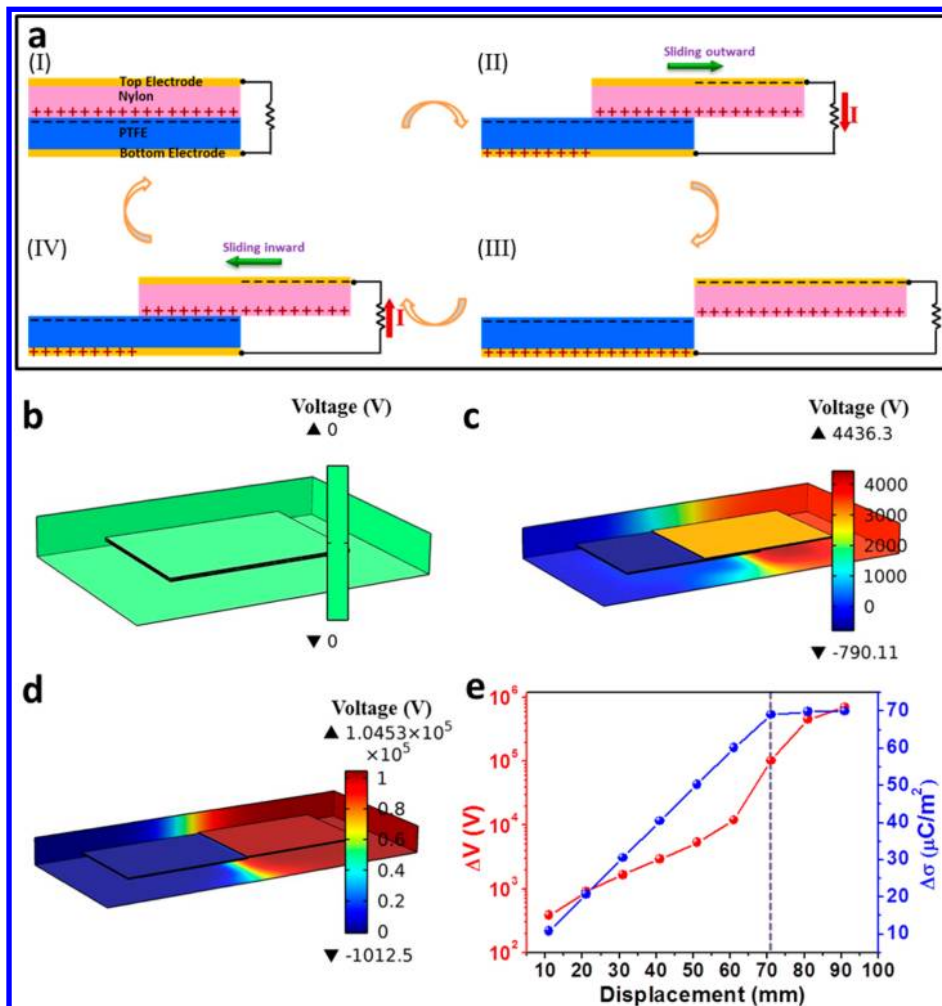 a
(I)
Top Electrode
Nylon
+++++++++++++++
PTFE
Bottom Electrode
(II)
Sliding outward
I
(IV)
Sliding inward
I
(III)
b
Voltage (V)
▲ 0
▼ 0
c
Voltage (V)
▲ 4436.3
4000
3000
2000
1000
0
▼ -790.11
d
Voltage (V)
▲ 1.0453×10⁵
×10⁵
1
0.8
0.6
0.4
0.2
0
▼ -1012.5
e
ΔV (V)
10⁶
10⁵
10⁴
10³
10²
Δσ (μC/m²)
70
60
50
40
30
20
10
10 20 30 40 50 60 70 80 90 100
Displacement (mm)